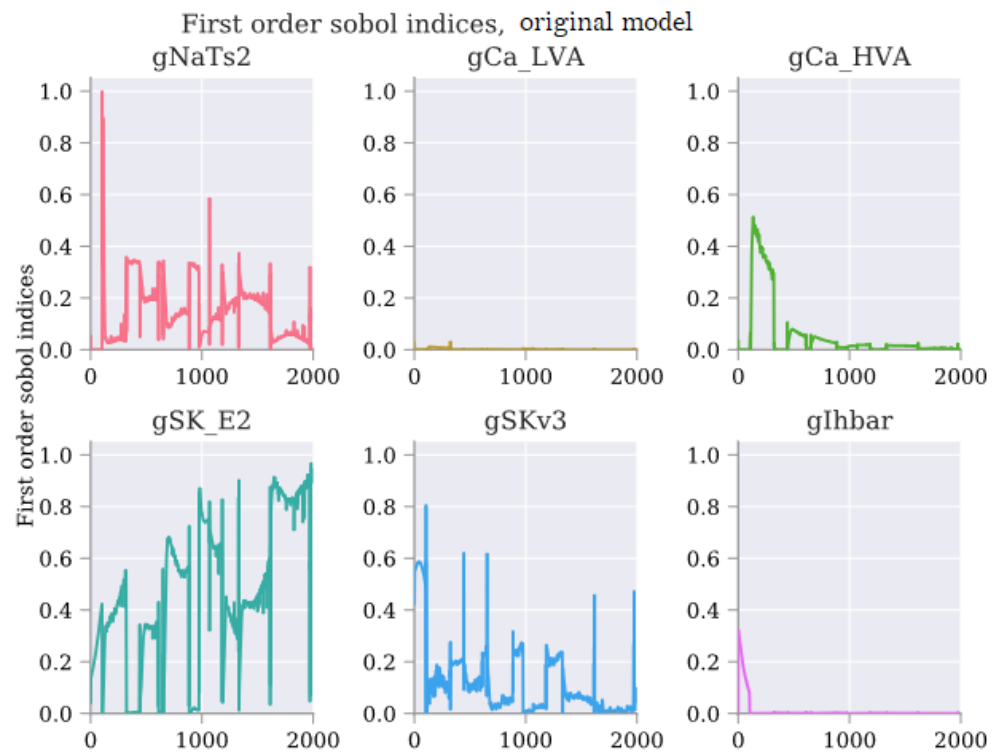 First order sobol indices, original model
gNaTs2 gCa_LVA gCa_HVA
1.0 1.0 1.0
0.8 0.8 0.8
0.6 0.6 0.6
0.4 0.4 0.4
0.2 0.2 0.2
0.0 0.0 0.0
0 1000 2000 0 1000 2000 0 1000 2000
First order sobol indices
gSK_E2 gSKv3 gIhbar
1.0 1.0 1.0
0.8 0.8 0.8
0.6 0.6 0.6
0.4 0.4 0.4
0.2 0.2 0.2
0.0 0.0 0.0
0 1000 2000 0 1000 2000 0 1000 2000